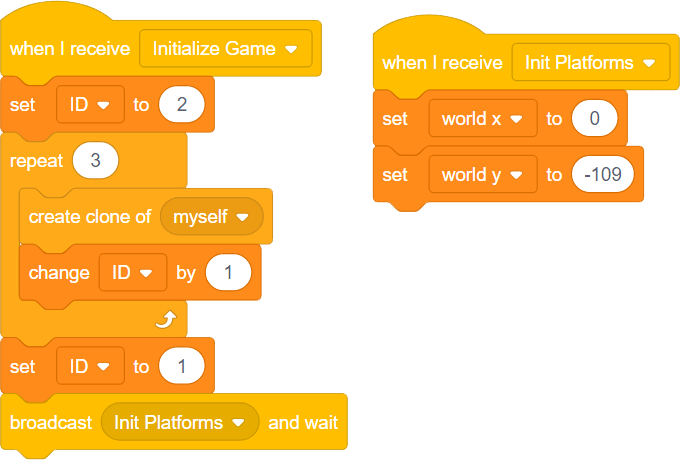 when I receive Initialize Game
set ID to 2
repeat 3
create clone of myself
change ID by 1
set ID to 1
broadcast Init Platforms and wait
when I receive Init Platforms
set world x to 0
set world y to -109